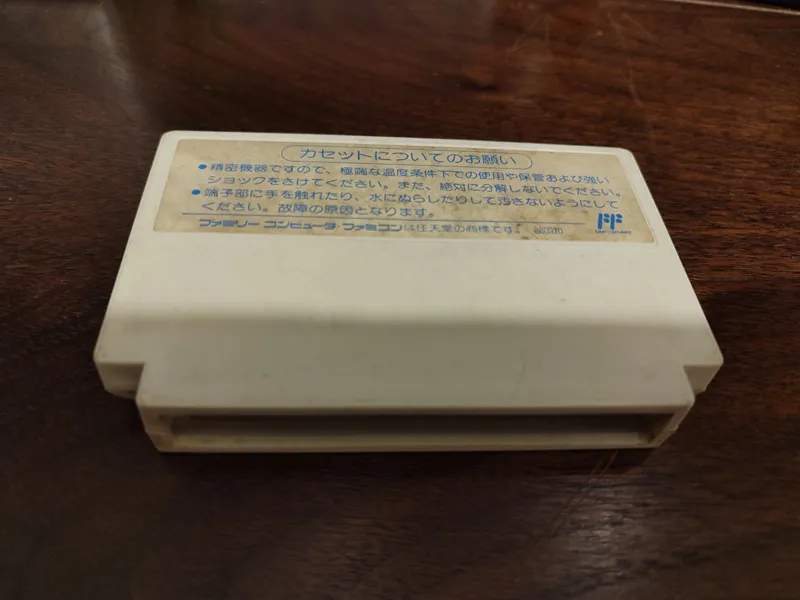 カセットについてのお願い
●精密機器ですので、極端な温度条件下での使用や保管および強い
ショックをさけてください。また、絶対に分解しないでください。
●端子部に手を触れたり、水にぬらしたりして汚さないようにして
ください。故障の原因となります。
ファミリー コンピュータ・ファミコンは任天堂の商標です。
FF